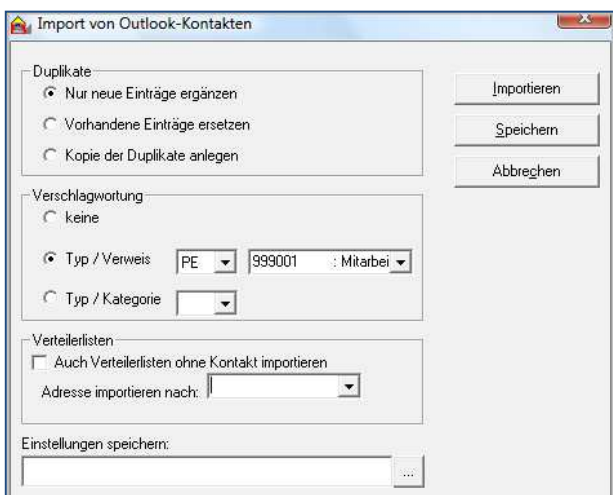 Import von Outlook-Kontakten
Duplikate
Nur neue Einträge ergänzen
Vorhandene Einträge ersetzen
Kopie der Duplikate anlegen
Importieren
Speichern
Abbrechen
Verschlagwortung
keine
Typ / Verweis PE 999001 : Mitarbei
Typ / Kategorie
Verteilerlisten
Auch Verteilerlisten ohne Kontakt importieren
Adresse importieren nach:
Einstellungen speichern:
...